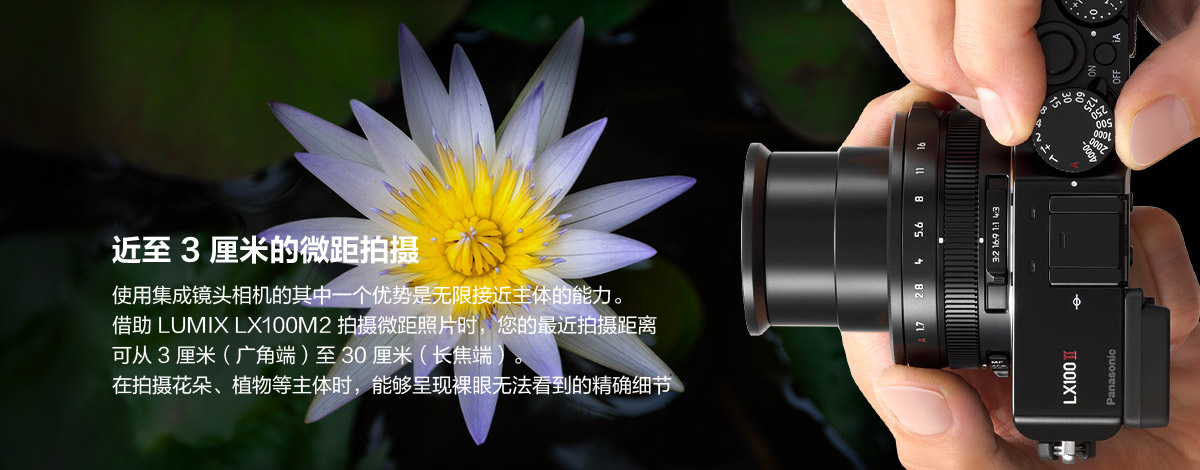 近至 3 厘米的微距拍摄
使用集成镜头相机的其中一个优势是无限接近主体的能力。
借助 LUMIX LX100M2 拍摄微距照片时，您的最近拍摄距离
可从 3 厘米（广角端）至 30 厘米（长焦端）。
在拍摄花朵、植物等主体时，能够呈现裸眼无法看到的精确细节
iA
ON
OFF
60
30
15
8
4
2
1
T
125
250
500
1000
2000
4000
A
16
11
8
5.6
4
2.8
1.7
A
3:2 16:9 1:1 4:3
LX100 II
Panasonic